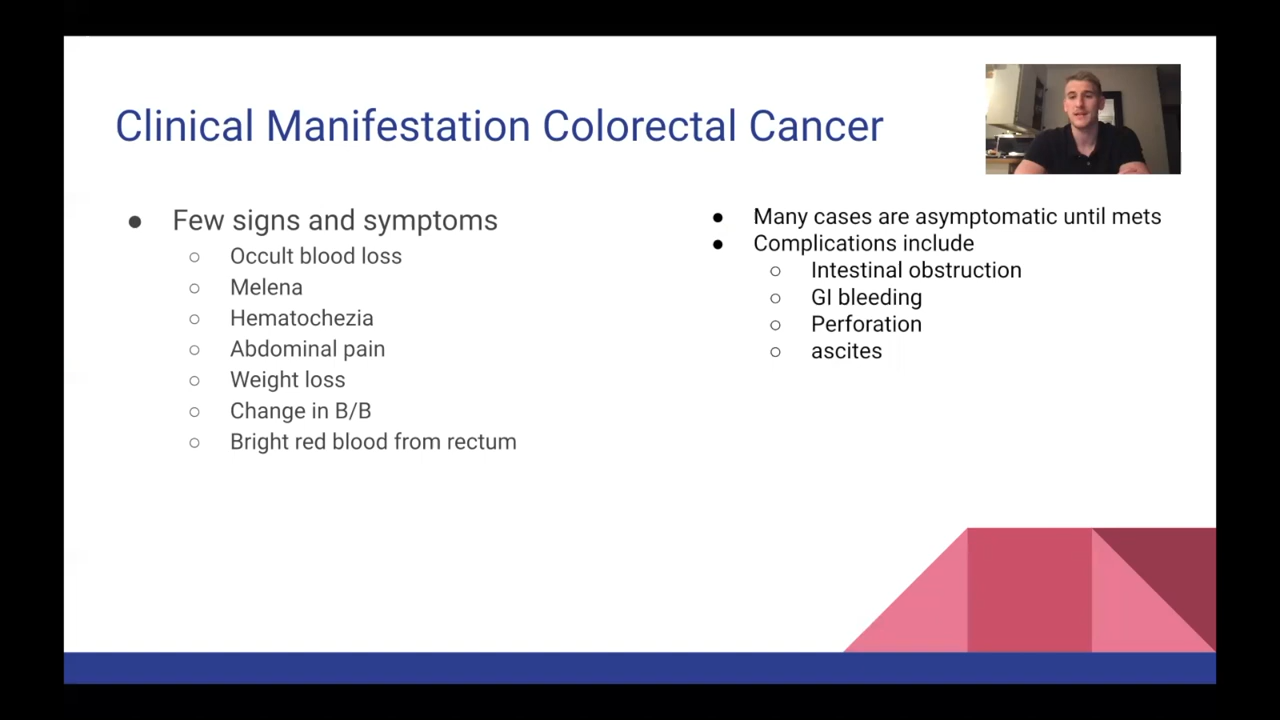 Clinical Manifestation Colorectal Cancer
● Few signs and symptoms
○ Occult blood loss
○ Melena
○ Hematochezia
○ Abdominal pain
○ Weight loss
○ Change in B/B
○ Bright red blood from rectum
● Many cases are asymptomatic until mets
● Complications include
○ Intestinal obstruction
○ GI bleeding
○ Perforation
○ ascites